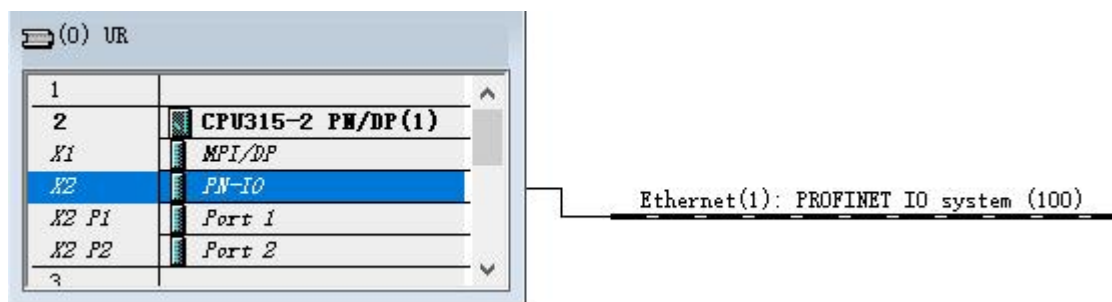 (0) UR
1
2 CPU315-2 PN/DP(1)
X1 MPI/DP
X2 PN-IO
X2 P1 Port 1
X2 P2 Port 2
3
Ethernet(1): PROFINET IO system (100)